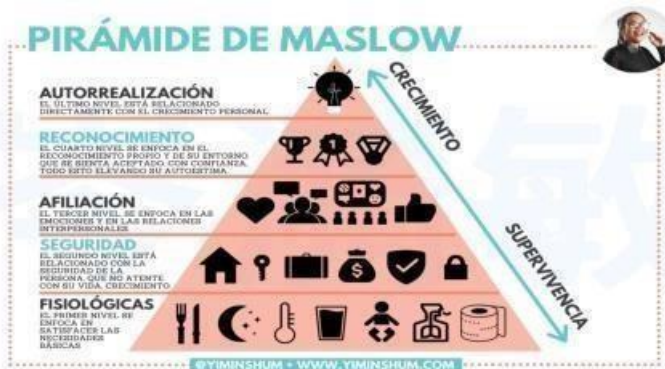 PIRÁMIDE DE MASLOW
AUTORREALIZACIÓN
EL ÚLTIMO NIVEL ESTÁ RELACIONADO
DIRECTAMENTE CON EL CRECIMIENTO PERSONAL
RECONOCIMIENTO
EL CUARTO NIVEL SE ENFOCA EN EL
RECONOCIMIENTO PROPIO Y DE SU ENTORNO
QUE SE SIENTA ACEPTADO, CON CONFIANZA,
TODO ESTO ELEVANDO SU AUTOESTIMA.
AFILIACIÓN
EL TERCER NIVEL SE ENFOCA EN LAS
EMOCIONES Y EN LAS RELACIONES
INTERPERSONALES
SEGURIDAD
EL SEGUNDO NIVEL ESTÁ
RELACIONADO CON LA
SEGURIDAD DE LA
PERSONA, QUE NO ATENTE
CON SU VIDA, CRECIMIENTO
FISIOLÓGICAS
EL PRIMER NIVEL SE
ENFOCA EN
SATISFACER LAS
NECESIDADES
BÁSICAS
1
$
CRECIMIENTO
SUPERVIVENCIA
@YIMINSHUM • WWW.YIMINSHUM.COM